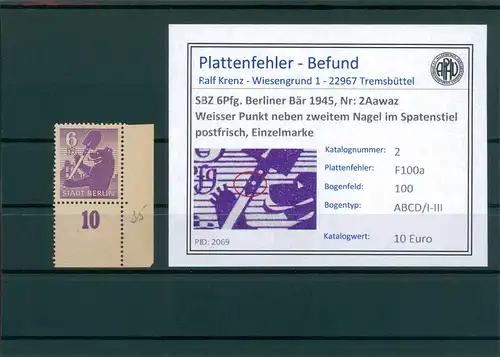 Plattenfehler - Befund
Ralf Krenz - Wiesengrund 1 - 22967 Tremsbüttel
SBZ 6Pfg. Berliner Bär 1945, Nr: 2Aawaz
Weisser Punkt neben zweitem Nagel im Spatenstiel
postfrisch, Einzelmarke
Katalognummer: 2
Plattenfehler: F100a
Bogenfeld: 100
Bogentyp: ABCD/I-III
Katalogwert: 10 Euro
PID: 2069
6
STADT BERLIN
10
35